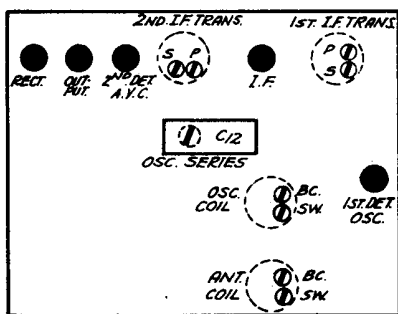 2ND. I.F. TRANS.
1ST. I.F. TRANS.
S P
P
S
RECT.
OUT-
PUT.
2ND DET.
A.V.C.
I.F.
C12
OSC. SERIES
OSC.
COIL
BC.
SW.
1ST. DET.
OSC.
ANT.
COIL
BC.
SW.